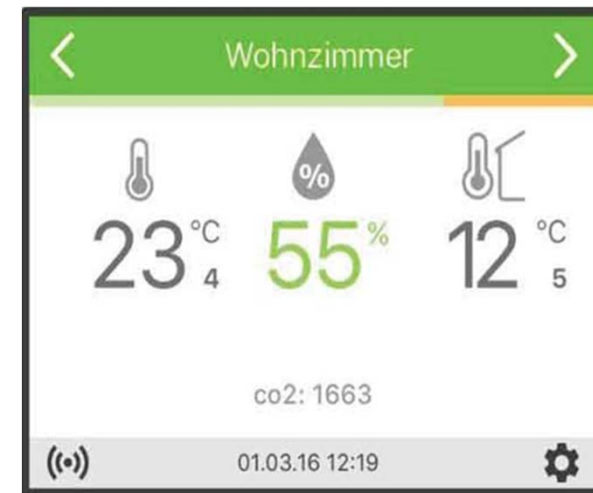 Wohnzimmer
%
23 °C 4 55 % 12 °C 5
co2: 1663
01.03.16 12:19